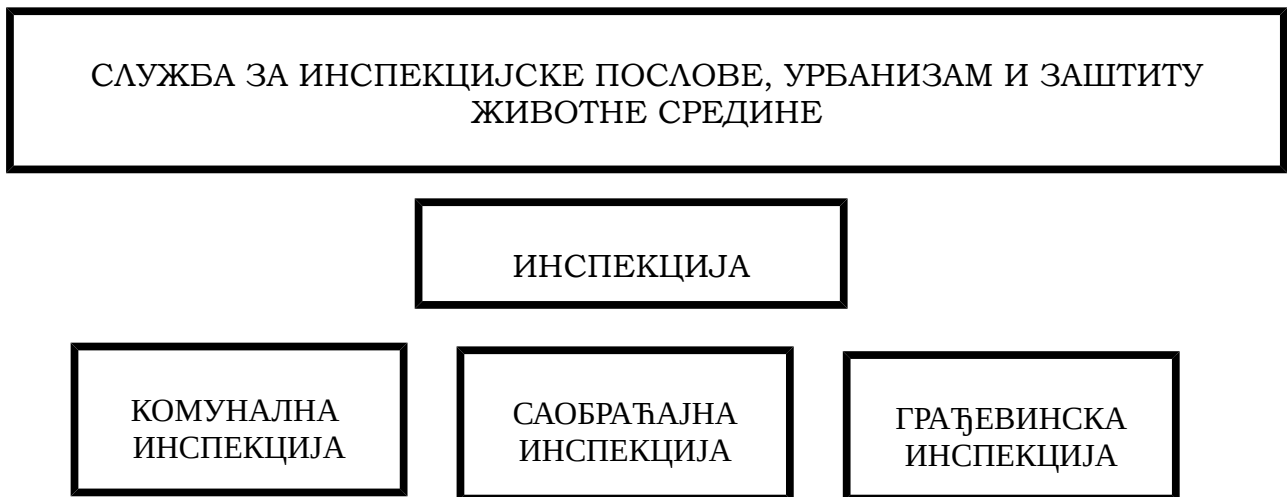 СЛУЖБА ЗА ИНСПЕКЦИЈСКЕ ПОСЛОВЕ, УРБАНИЗАМ И ЗАШТИТУ
ЖИВОТНЕ СРЕДИНЕ
ИНСПЕКЦИЈА
КОМУНАЛНА
ИНСПЕКЦИЈА
САОБРАЋАЈНА
ИНСПЕКЦИЈА
ГРАЂЕВИНСКА
ИНСПЕКЦИЈА